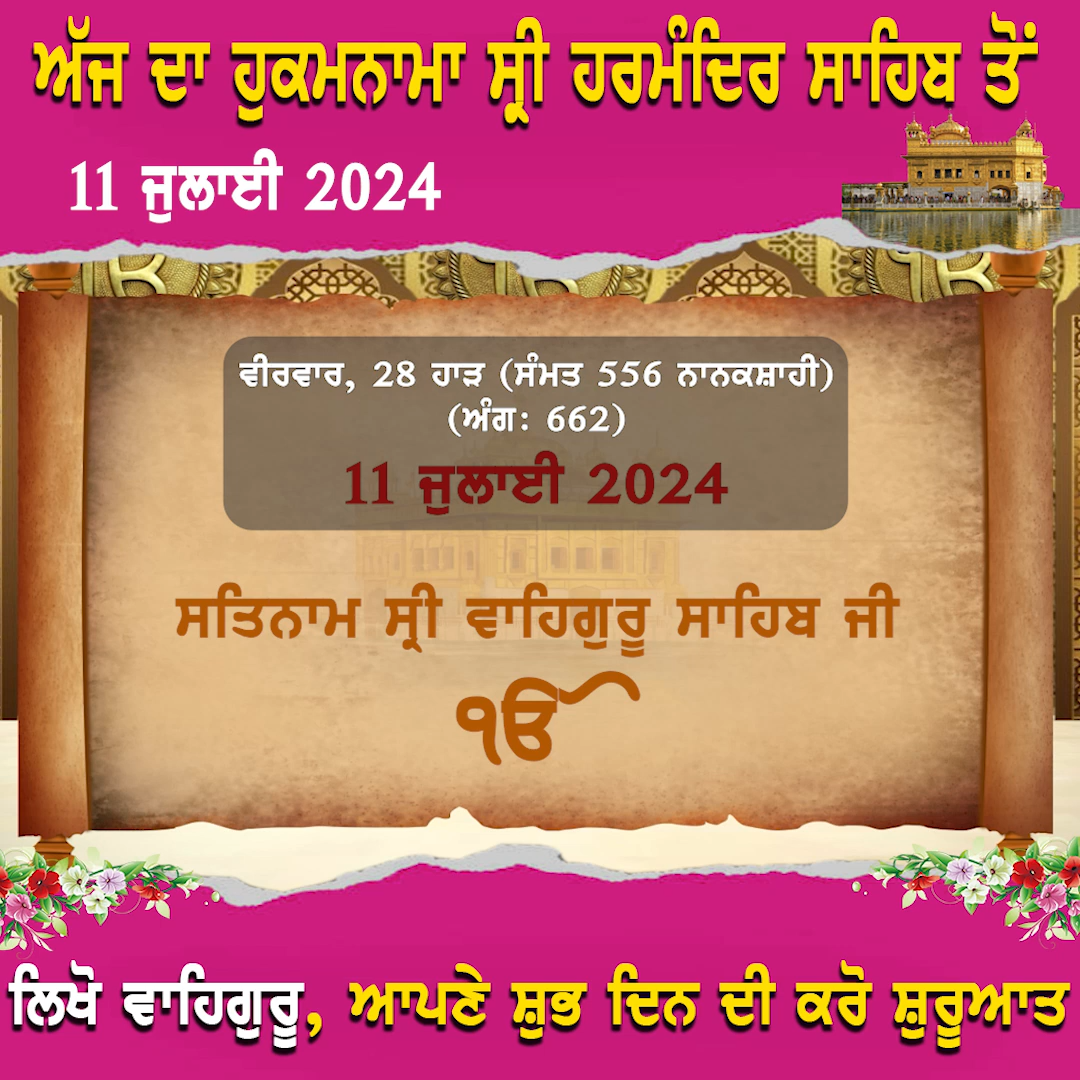 ਅੱਜ ਦਾ ਹੁਕਮਨਾਮਾ ਸ੍ਰੀ ਹਰਮੰਦਿਰ ਸਾਹਿਬ ਤੋਂ
11 ਜੁਲਾਈ 2024
ਵੀਰਵਾਰ, 28 ਹਾੜ (ਸੰਮਤ 556 ਨਾਨਕਸ਼ਾਹੀ)
(ਅੰਗ: 662)
11 ਜੁਲਾਈ 2024
ਸਤਿਨਾਮ ਸ੍ਰੀ ਵਾਹਿਗੁਰੂ ਸਾਹਿਬ ਜੀ
ੴ
ਲਿਖੋ ਵਾਹਿਗੁਰੂ, ਆਪਣੇ ਸ਼ੁਭ ਦਿਨ ਦੀ ਕਰੋ ਸ਼ੁਰੂਆਤ